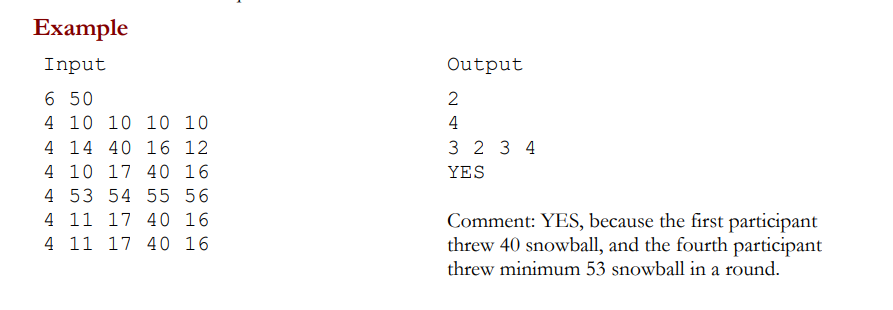 Example
Input
6 50
4 10 10 10 10
4 14 40 16 12
4 10 17 40 16
4 53 54 55 56
4 11 17 40 16
4 11 17 40 16
Output
2
4
3 2 3 4
YES
Comment: YES, because the first participant
threw 40 snowball, and the fourth participant
threw minimum 53 snowball in a round.